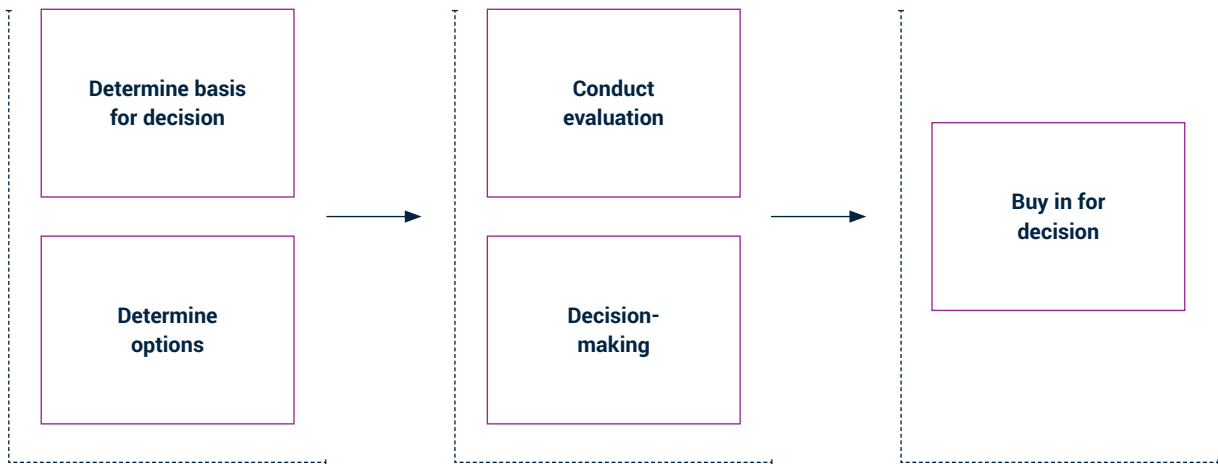 Determine basis
for decision
Determine
options
Conduct
evaluation
Decision-
making
Buy in for
decision